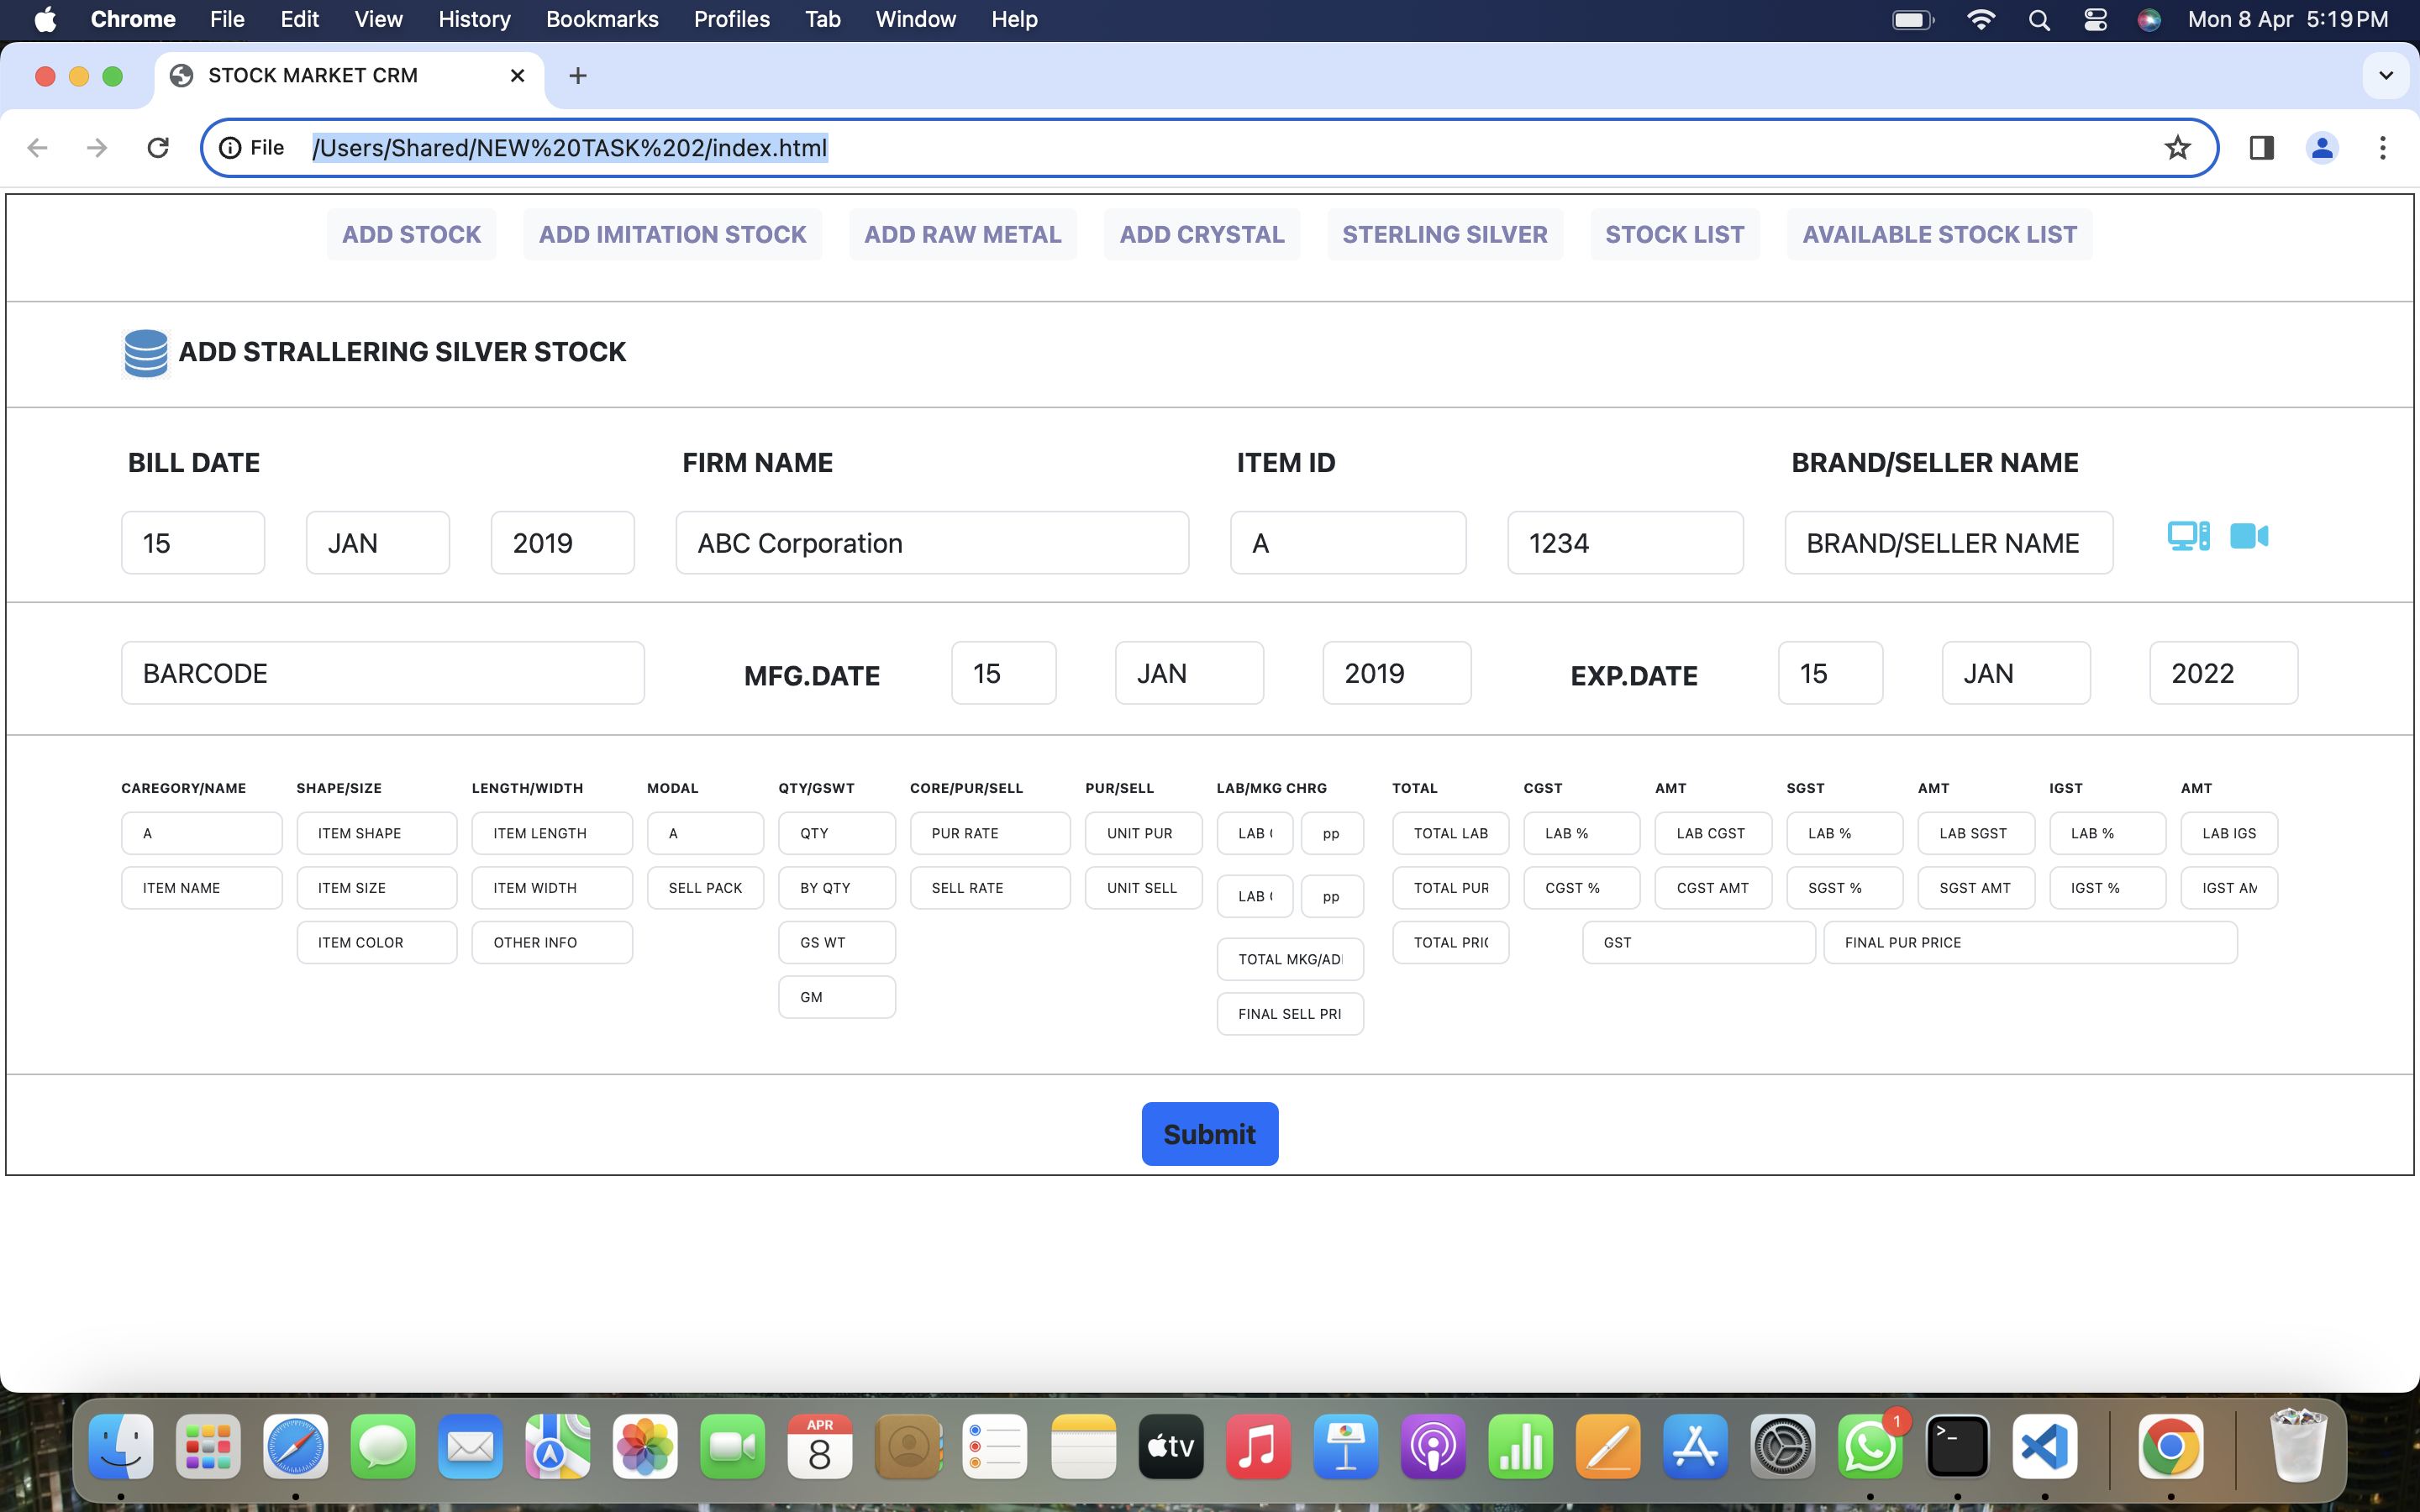 Chrome File Edit View History Bookmarks Profiles Tab Window Help Mon 8 Apr 5:19 PM
STOCK MARKET CRM
File /Users/Shared/NEW%20TASK%202/index.html
ADD STOCK ADD IMITATION STOCK ADD RAW METAL ADD CRYSTAL STERLING SILVER STOCK LIST AVAILABLE STOCK LIST
ADD STRALLERING SILVER STOCK
BILL DATE FIRM NAME ITEM ID BRAND/SELLER NAME
15 JAN 2019 ABC Corporation A 1234 BRAND/SELLER NAME
BARCODE MFG.DATE 15 JAN 2019 EXP.DATE 15 JAN 2022
CAREGORY/NAME SHAPE/SIZE LENGTH/WIDTH MODAL QTY/GSWT CORE/PUR/SELL PUR/SELL LAB/MKG CHRG TOTAL CGST AMT SGST AMT IGST AMT
A ITEM SHAPE ITEM LENGTH A QTY PUR RATE UNIT PUR LAB pp TOTAL LAB LAB % LAB CGST LAB % LAB SGST LAB % LAB IGS
ITEM NAME ITEM SIZE ITEM WIDTH SELL PACK BY QTY SELL RATE UNIT SELL LAB pp TOTAL PUR CGST % CGST AMT SGST % SGST AMT IGST % IGST AM
ITEM COLOR OTHER INFO GS WT TOTAL MKG/AD TOTAL PRIC GST FINAL PUR PRICE
GM FINAL SELL PRI
Submit
APR
8
tv
1